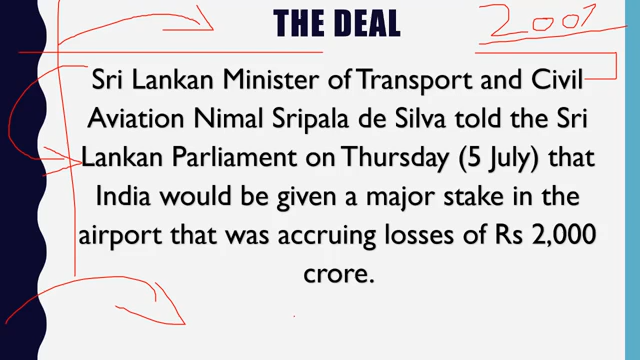 THE DEAL
2007
Sri Lankan Minister of Transport and Civil
Aviation Nimal Sripala de Silva told the Sri
Lankan Parliament on Thursday (5 July) that
India would be given a major stake in the
airport that was accruing losses of Rs 2,000
crore.